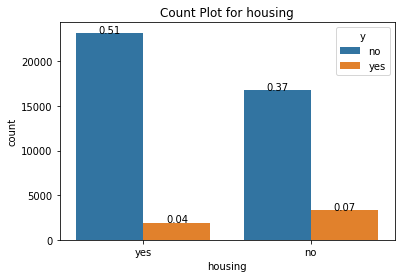 Count Plot for housing
y
no
yes
0.51
0.37
0.04
0.07
20000
15000
10000
5000
0
count
yes
no
housing